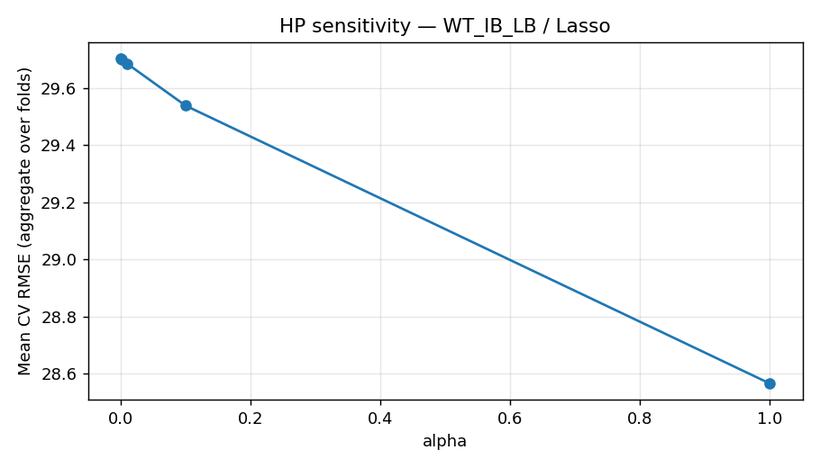 HP sensitivity — WT_IB_LB / Lasso
Mean CV RMSE (aggregate over folds)
29.6
29.4
29.2
29.0
28.8
28.6
0.0 0.2 0.4 0.6 0.8 1.0
alpha